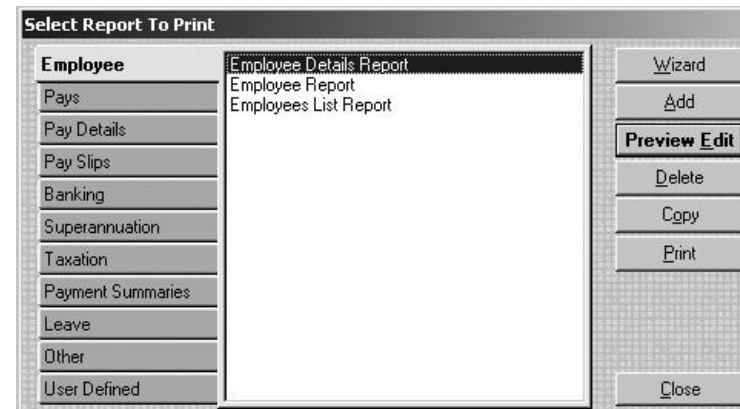 Select Report To Print
Employee
Pays
Pay Details
Pay Slips
Banking
Superannuation
Taxation
Payment Summaries
Leave
Other
User Defined
Employee Details Report
Employee Report
Employees List Report
Wizard
Add
Preview Edit
Delete
Copy
Print
Close